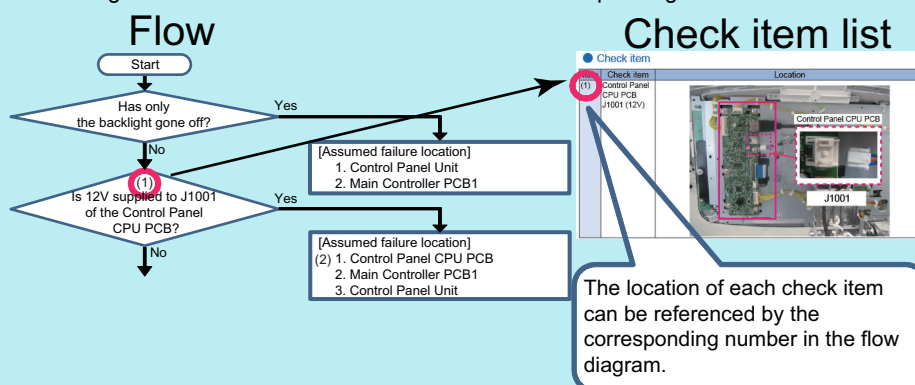 Flow
Start
Has only
the backlight gone off?
Yes
No
[Assumed failure location]
1. Control Panel Unit
2. Main Controller PCB1
(1)
Is 12V supplied to J1001
of the Control Panel
CPU PCB?
Yes
No
[Assumed failure location]
(2) 1. Control Panel CPU PCB
2. Main Controller PCB1
3. Control Panel Unit
Check item list
Check item
Check item
Location
(1)
Control Panel
CPU PCB
J1001 (12V)
Control Panel CPU PCB
J1001
The location of each check item
can be referenced by the
corresponding number in the flow
diagram.